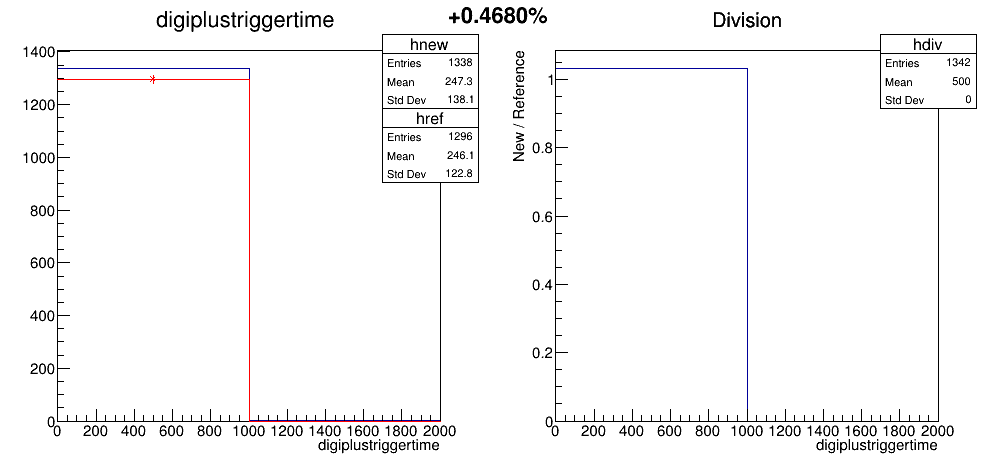 digiplustriggertime
+0.4680%
Division
hnew
Entries 1338
Mean 247.3
Std Dev 138.1
href
Entries 1296
Mean 246.1
Std Dev 122.8
1400
1200
1000
800
600
400
200
0
0 200 400 600 800 1000 1200 1400 1600 1800 2000
digiplustriggertime
hdiv
Entries 1342
Mean 500
Std Dev 0
New / Reference
1
0.8
0.6
0.4
0.2
0
0 200 400 600 800 1000 1200 1400 1600 1800 2000
digiplustriggertime